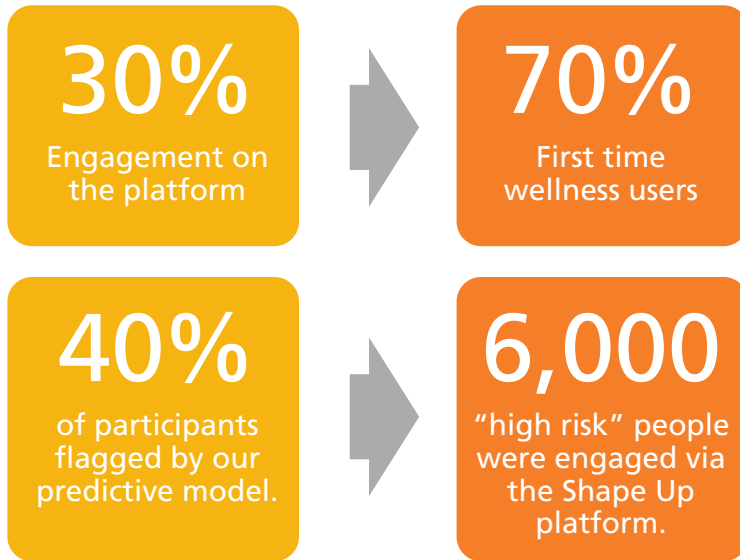 30%
Engagement on
the platform
70%
First time
wellness users
40%
of participants
flagged by our
predictive model.
6,000
“high risk” people
were engaged via
the Shape Up
platform.